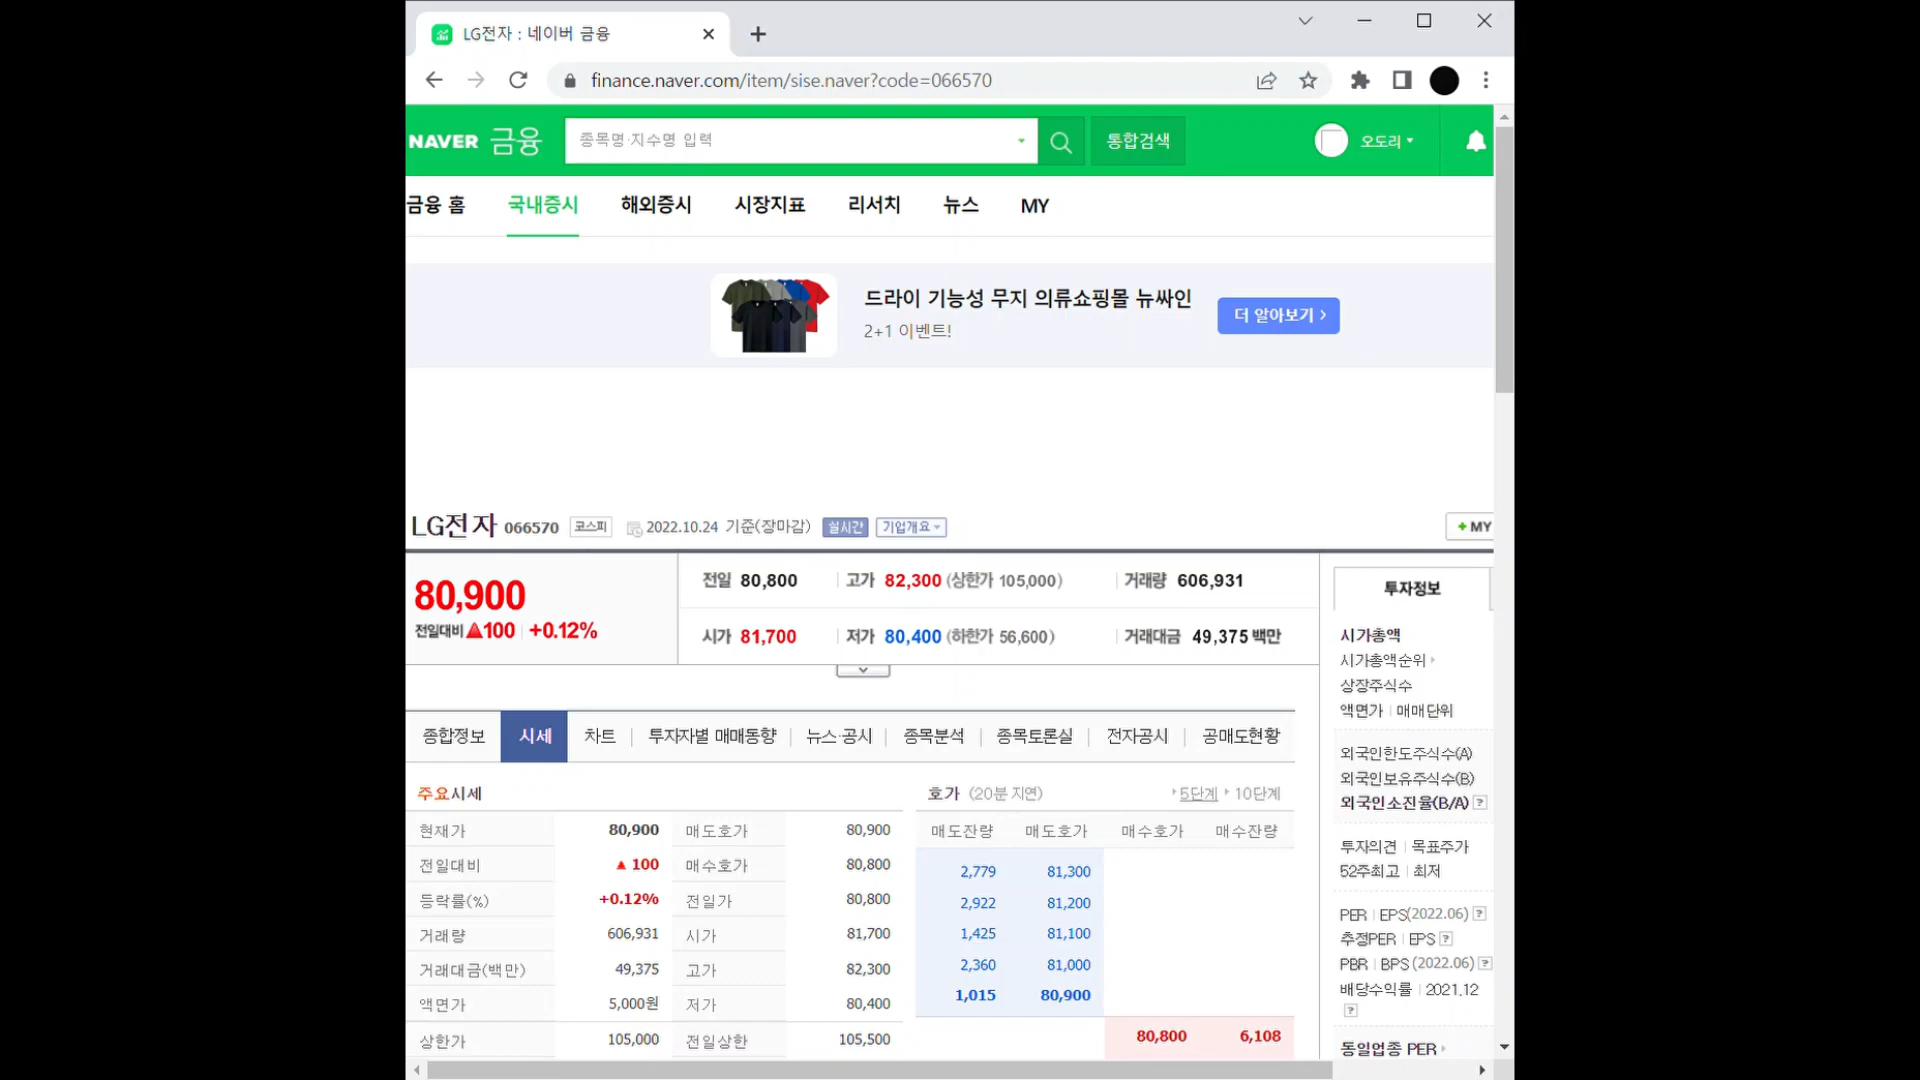 LG전자 : 네이버 금융
finance.naver.com/item/sise.naver?code=066570
NAVER 금융
종목명·지수명 입력
통합검색
오도리
금융 홈 국내증시 해외증시 시장지표 리서치 뉴스 MY
드라이 기능성 무지 의류쇼핑몰 뉴싸인
2+1 이벤트!
더 알아보기
LG전자 066570 코스피 2022.10.24 기준(장마감) 실시간 기업개요
+ MY
80,900
전일대비 ▲100 +0.12%
전일 80,800 고가 82,300 (상한가 105,000) 거래량 606,931
시가 81,700 저가 80,400 (하한가 56,600) 거래대금 49,375 백만
종합정보 시세 차트 투자자별 매매동향 뉴스·공시 종목분석 종목토론실 전자공시 공매도현황
주요시세
현재가 80,900 매도호가 80,900
전일대비 ▲ 100 매수호가 80,800
등락률(%) +0.12% 전일가 80,800
거래량 606,931 시가 81,700
거래대금(백만) 49,375 고가 82,300
액면가 5,000원 저가 80,400
상한가 105,000 전일상한 105,500
호가 (20분 지연) 5단계 10단계
매도잔량 매도호가 매수호가 매수잔량
2,779 81,300
2,922 81,200
1,425 81,100
2,360 81,000
1,015 80,900
80,800 6,108
투자정보
시가총액
시가총액순위
상장주식수
액면가 | 매매단위
외국인한도주식수(A)
외국인보유주식수(B)
외국인소진율(B/A) ?
투자의견 | 목표주가
52주최고 | 최저
PER | EPS(2022.06) ?
추정PER | EPS ?
PBR | BPS (2022.06) ?
배당수익률 | 2021.12
?
동일업종 PER